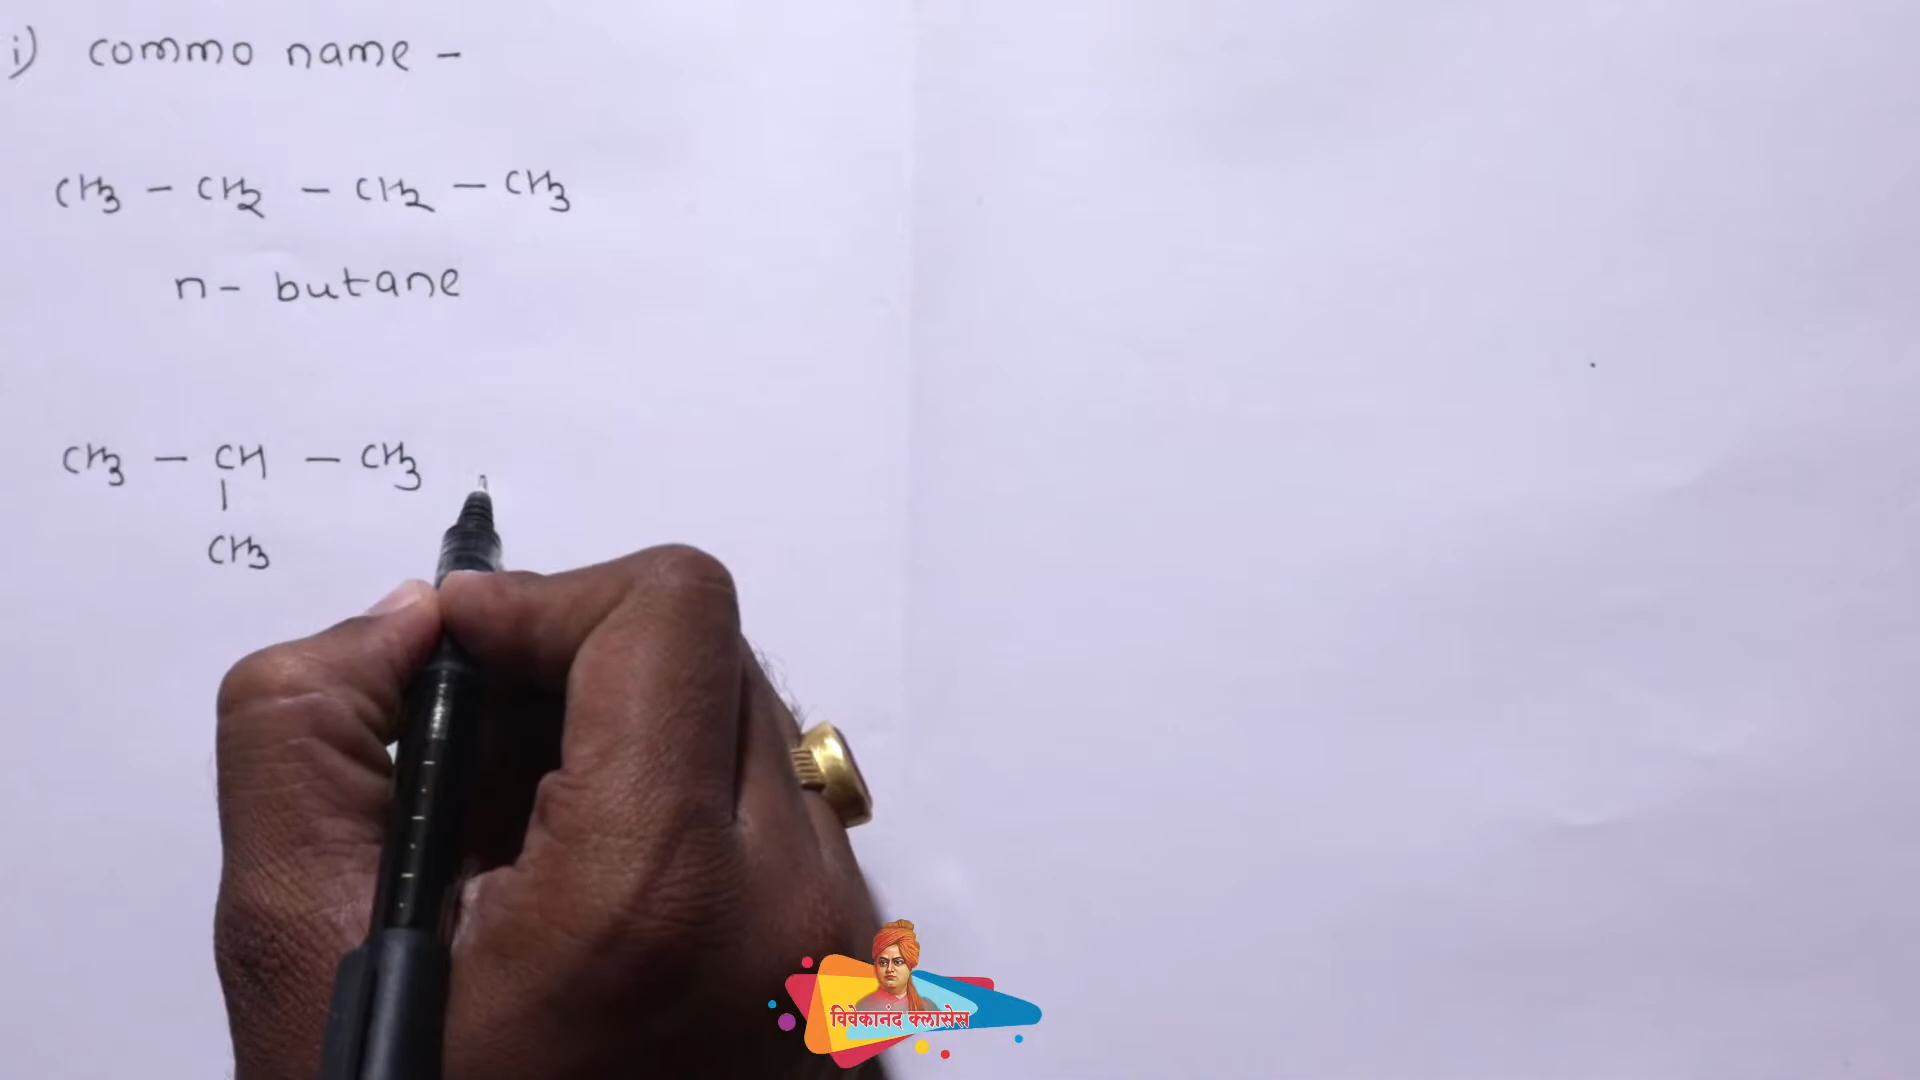 i) commo name -
CH3 - CH2 - CH2 - CH3
n- butane
CH3 - CH - CH3
|
CH3
विवेकानंद क्लासेस